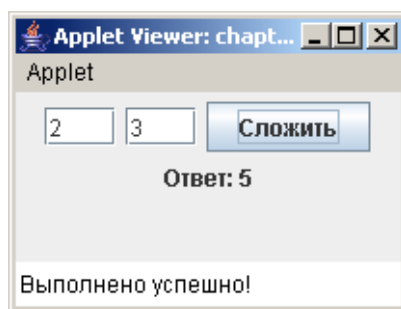 Applet Viewer: chapt...
Applet
2 3 Сложить
Ответ: 5
Выполнено успешно!